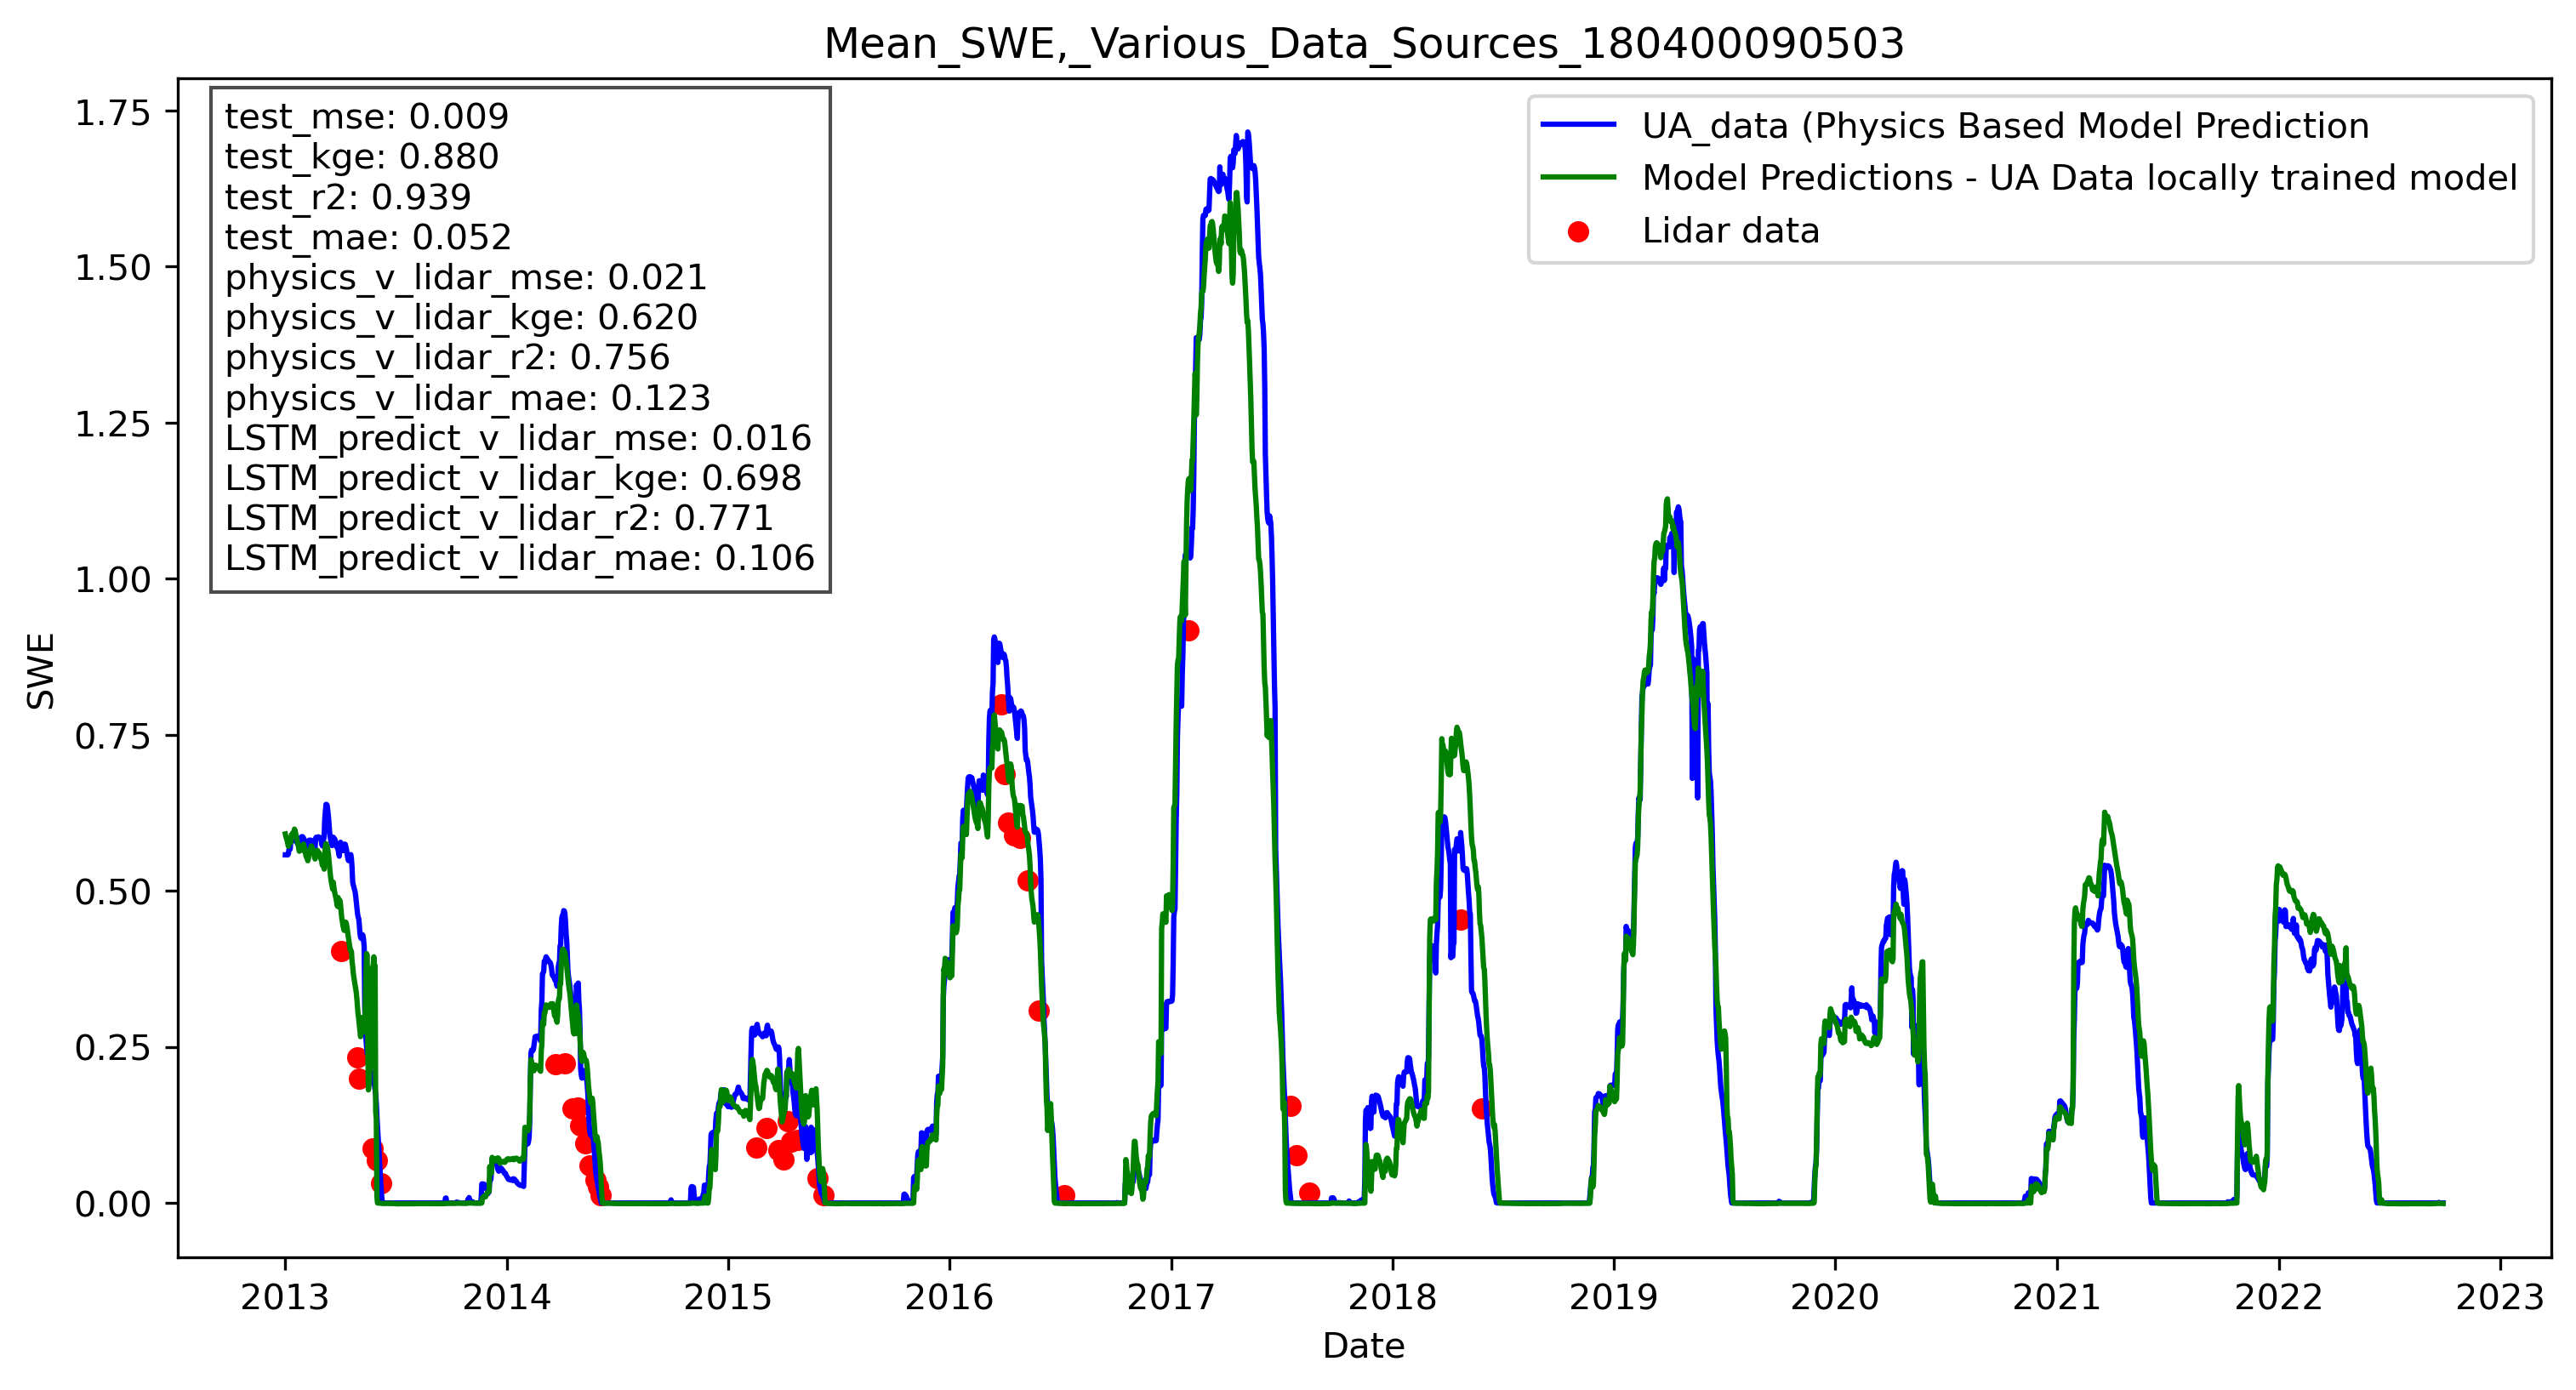 Mean_SWE,_Various_Data_Sources_180400090503
test_mse: 0.009
test_kge: 0.880
test_r2: 0.939
test_mae: 0.052
physics_v_lidar_mse: 0.021
physics_v_lidar_kge: 0.620
physics_v_lidar_r2: 0.756
physics_v_lidar_mae: 0.123
LSTM_predict_v_lidar_mse: 0.016
LSTM_predict_v_lidar_kge: 0.698
LSTM_predict_v_lidar_r2: 0.771
LSTM_predict_v_lidar_mae: 0.106
UA_data (Physics Based Model Prediction
Model Predictions - UA Data locally trained model
Lidar data
SWE
1.75
1.50
1.25
1.00
0.75
0.50
0.25
0.00
2013 2014 2015 2016 2017 2018 2019 2020 2021 2022 2023
Date